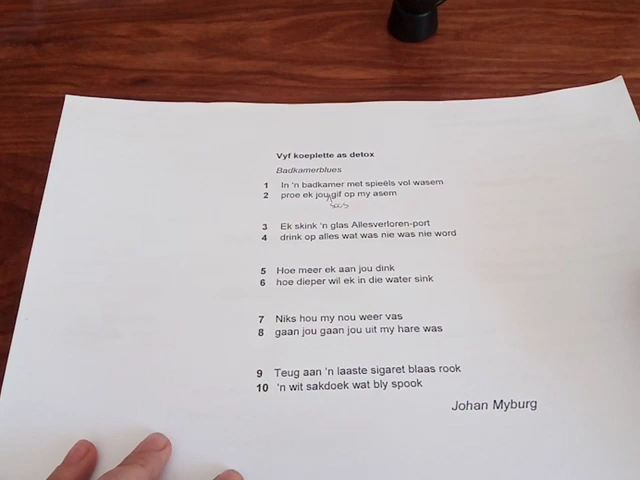 Vyf koeplette as detox
Badkamerblues
1 In 'n badkamer met spieëls vol wasem
2 proe ek jou gif op my asem
soos
3 Ek skink 'n glas Allesverloren-port
4 drink op alles wat was nie was nie word
5 Hoe meer ek aan jou dink
6 hoe dieper wil ek in die water sink
7 Niks hou my nou weer vas
8 gaan jou gaan jou uit my hare was
9 Teug aan 'n laaste sigaret blaas rook
10 'n wit sakdoek wat bly spook
Johan Myburg